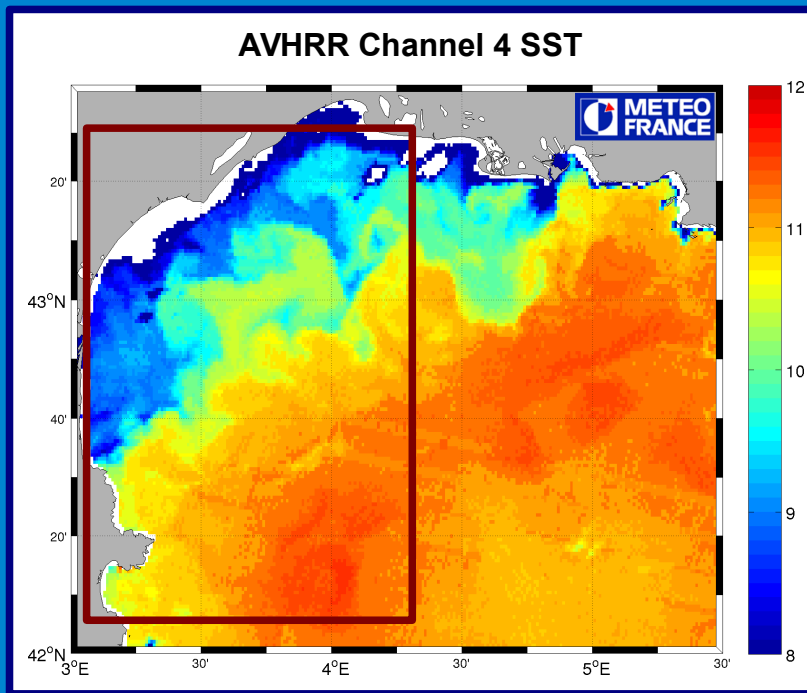 AVHRR Channel 4 SST
METEO
FRANCE
12
20'
11
43°N
10
40'
9
20'
42°N
8
3°E
30'
4°E
30'
5°E
30'